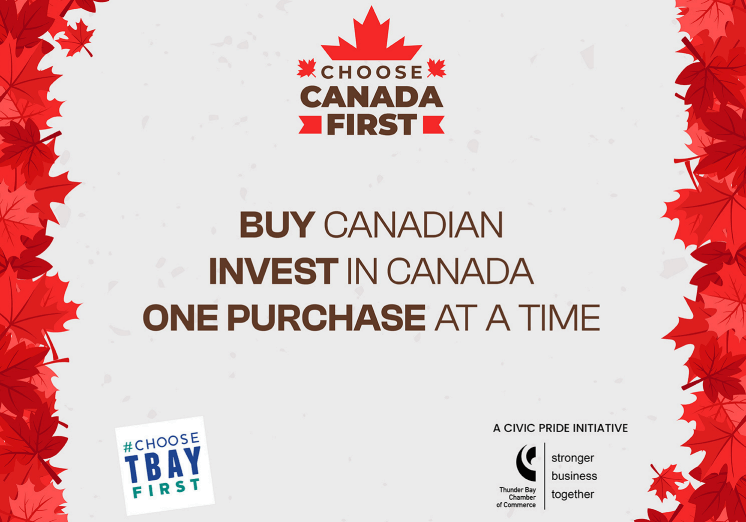 CHOOSE
CANADA
FIRST
BUY CANADIAN
INVEST IN CANADA
ONE PURCHASE AT A TIME
#CHOOSE
TBAY
FIRST
A CIVIC PRIDE INITIATIVE
Thunder Bay
Chamber
of Commerce
stronger
business
together